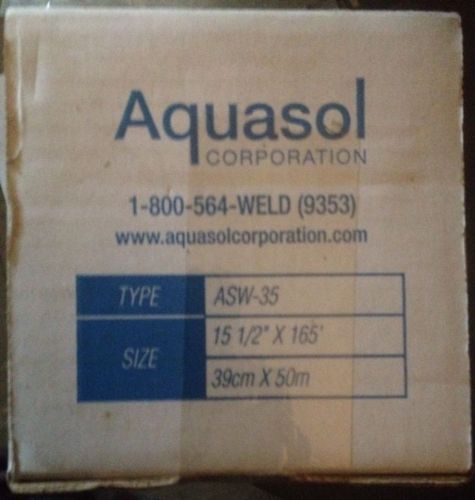 Aquasol
CORPORATION
1-800-564-WELD (9353)
www.aquasolcorporation.com
TYPE ASW-35
SIZE 15 1/2" X 165'
39cm X 50m